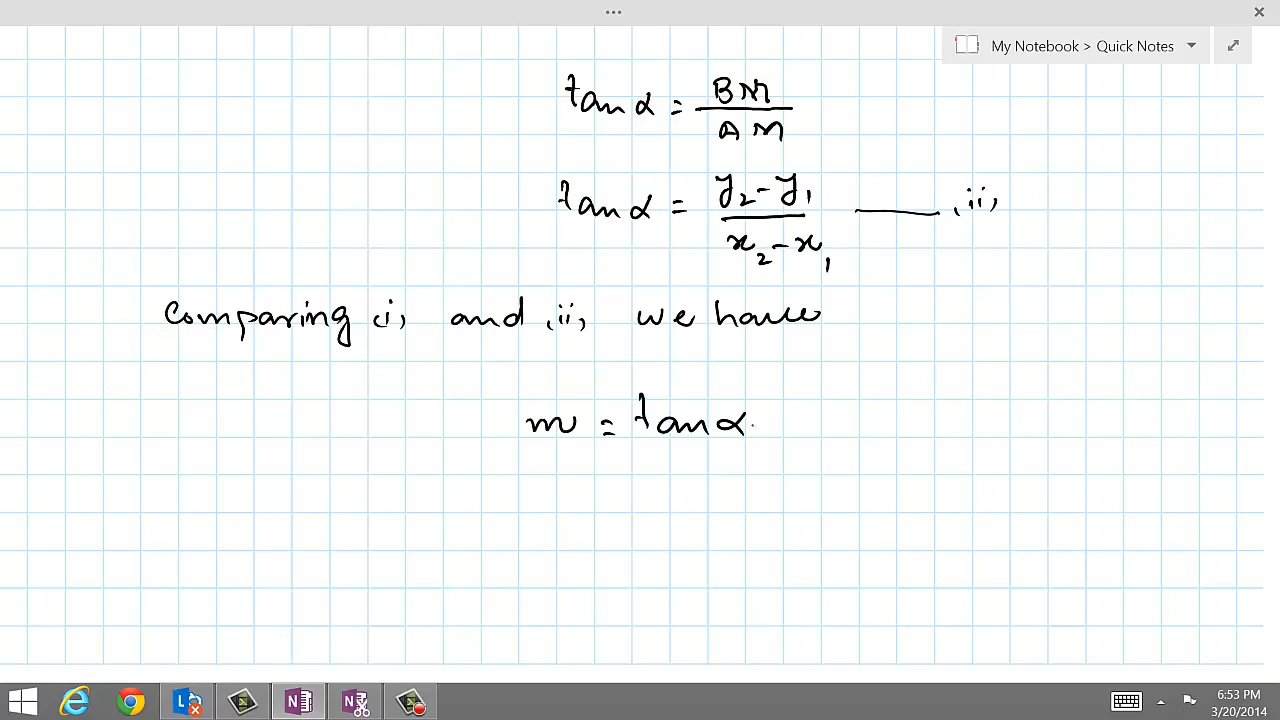 My Notebook > Quick Notes
tan α = BM / AM
tan α = y₂ - y₁ / x₂ - x₁ —— (ii)
Comparing (i) and (ii) we have
m = tan α
6:53 PM
3/20/2014